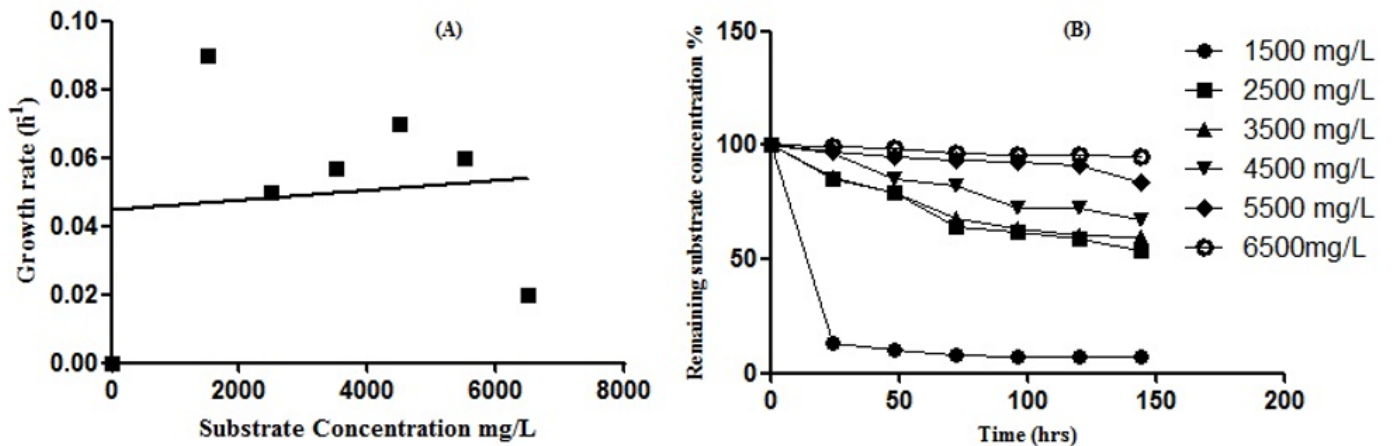 (A)
Growth rate (h̄¹)
0.10
0.08
0.06
0.04
0.02
0.00
0 2000 4000 6000 8000
Substrate Concentration mg/L
(B)
Remaining substrate concentration %
150
100
50
0
0 50 100 150 200
Time (hrs)
1500 mg/L
2500 mg/L
3500 mg/L
4500 mg/L
5500 mg/L
6500mg/L